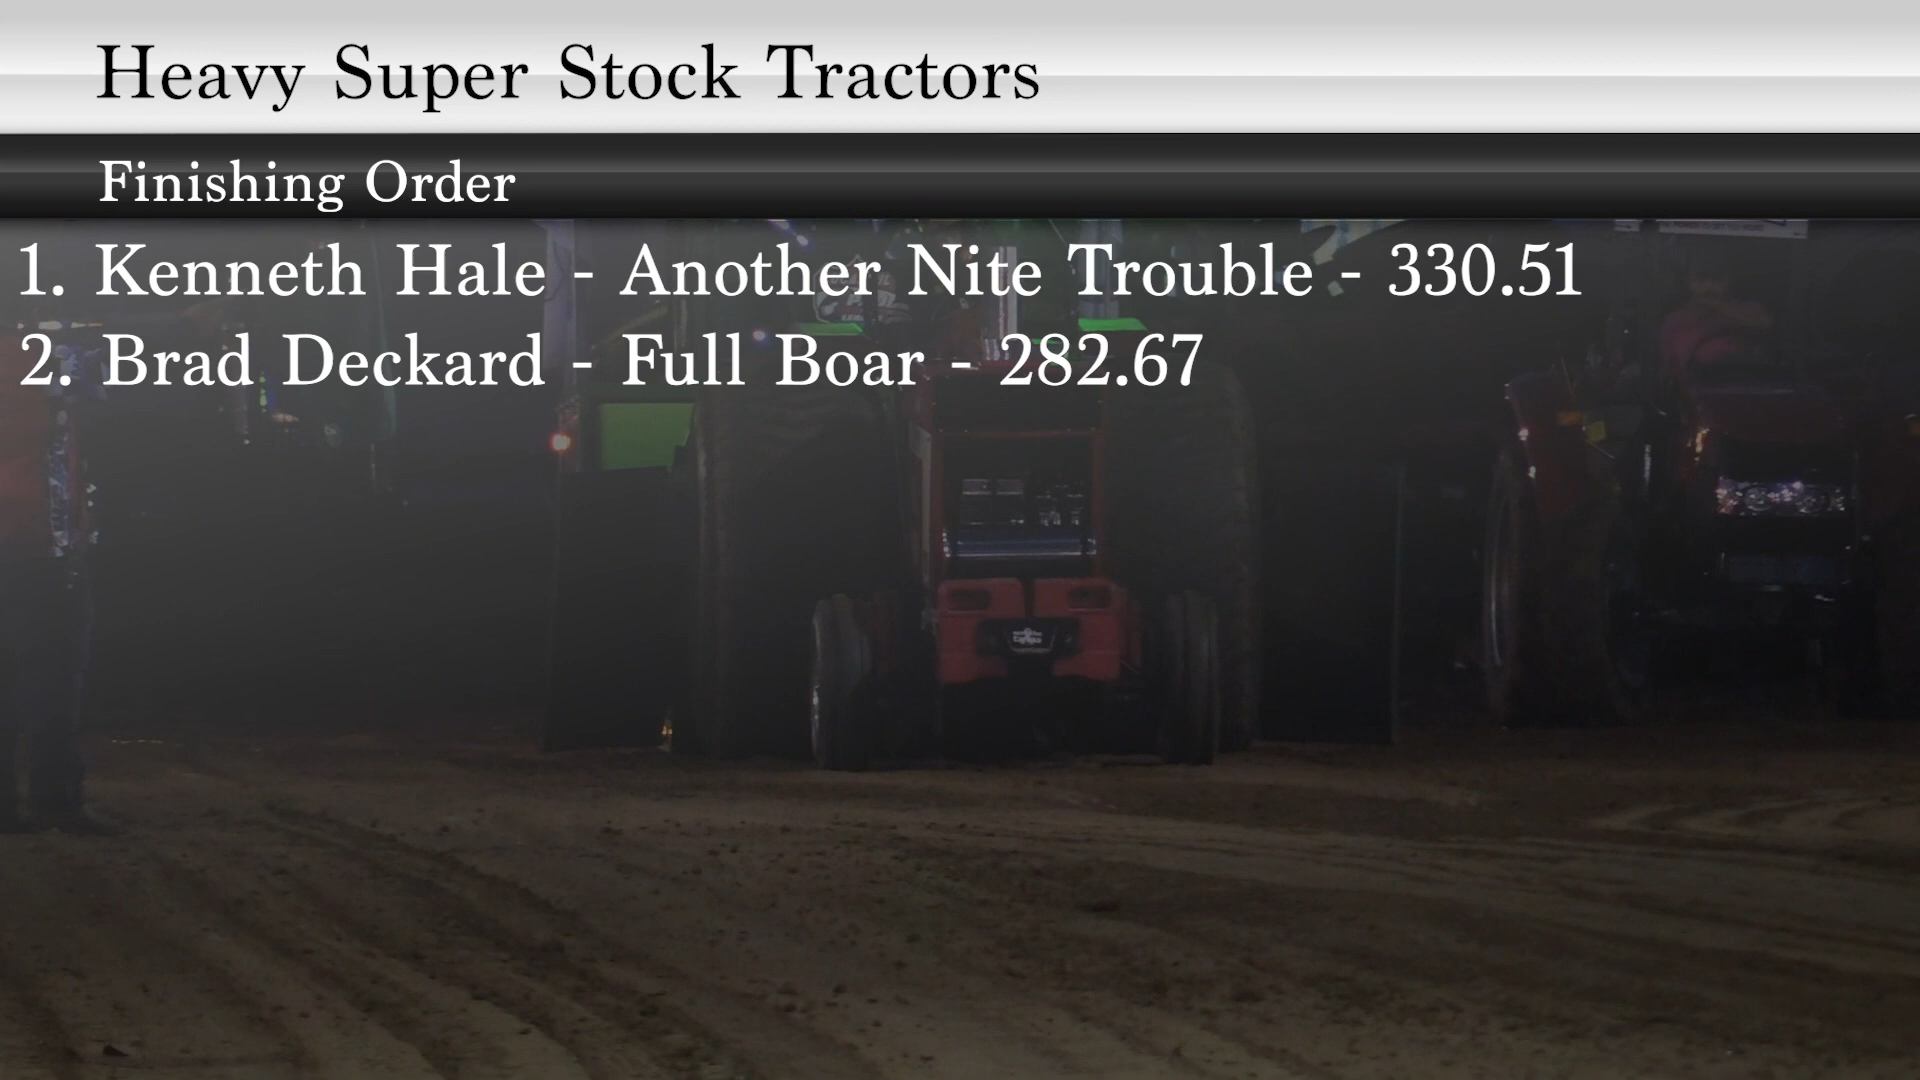 Heavy Super Stock Tractors
Finishing Order
1. Kenneth Hale - Another Nite Trouble - 330.51
2. Brad Deckard - Full Boar - 282.67